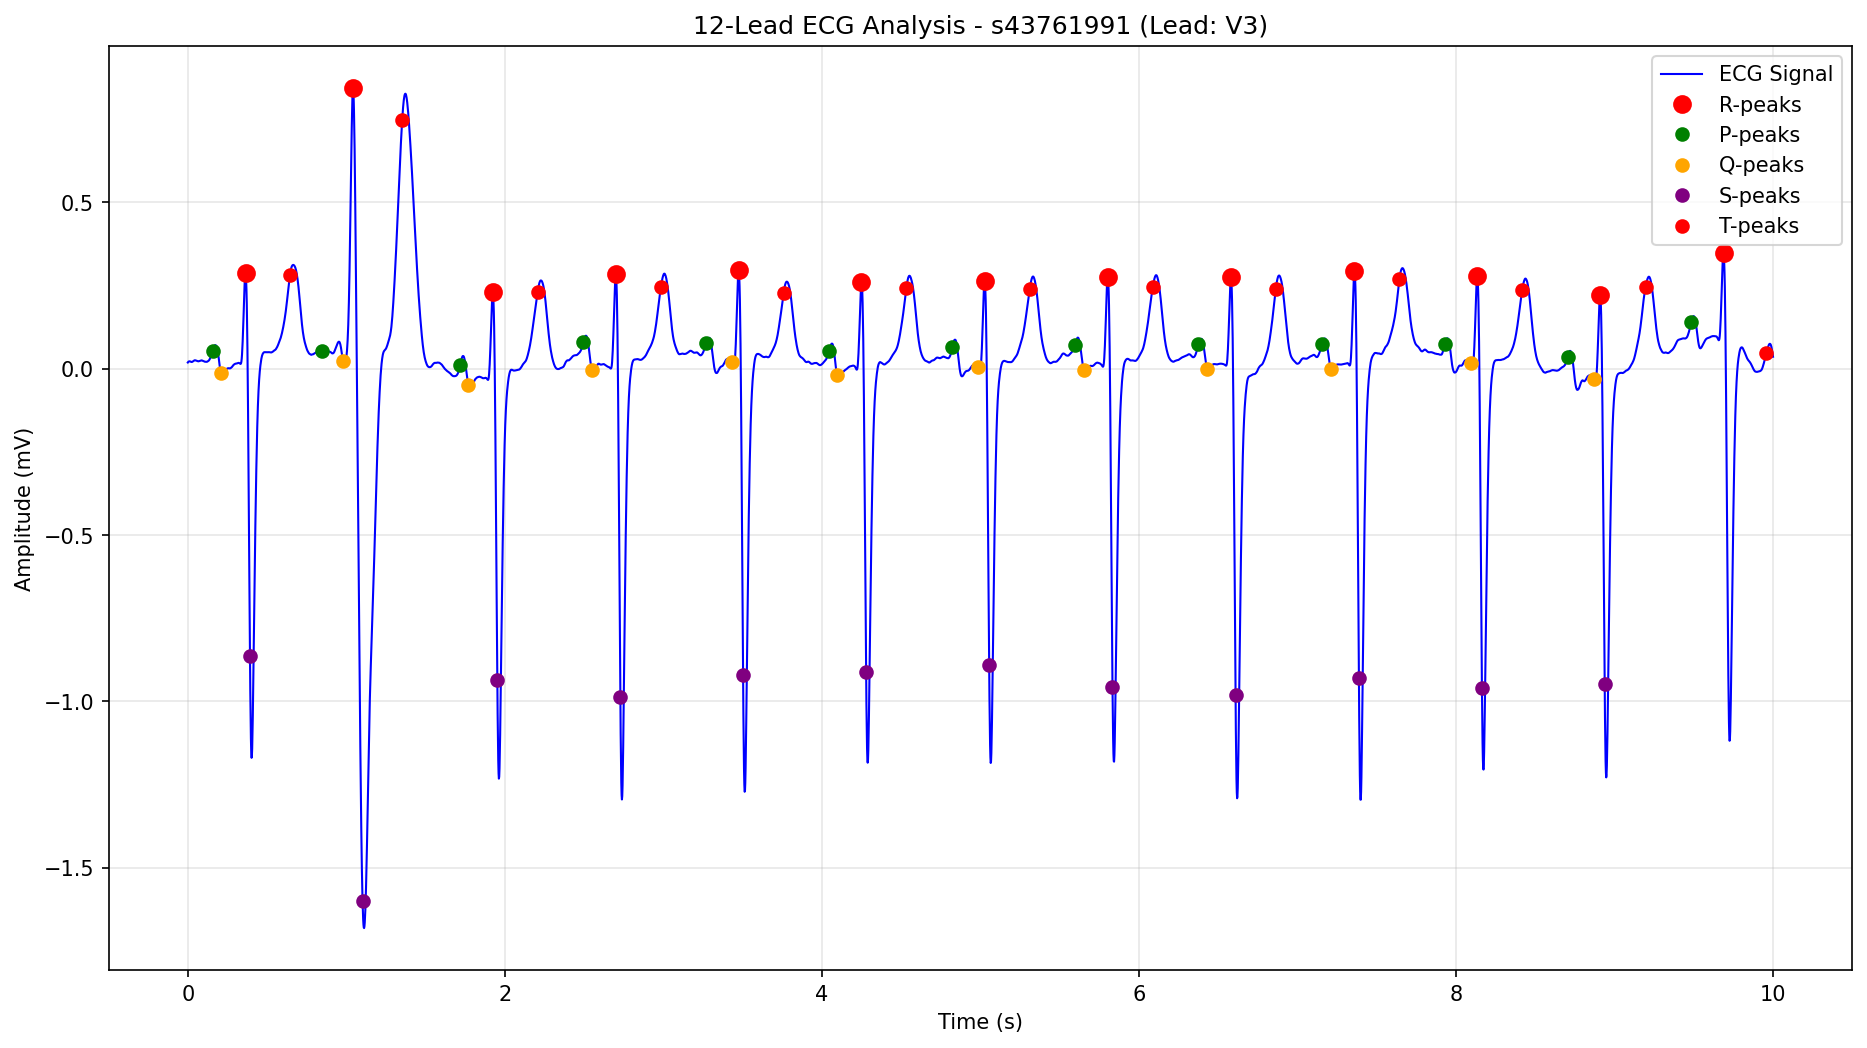 12-Lead ECG Analysis - s43761991 (Lead: V3)
ECG Signal
R-peaks
P-peaks
Q-peaks
S-peaks
T-peaks
Amplitude (mV)
0.5
0.0
−0.5
−1.0
−1.5
0 2 4 6 8 10
Time (s)